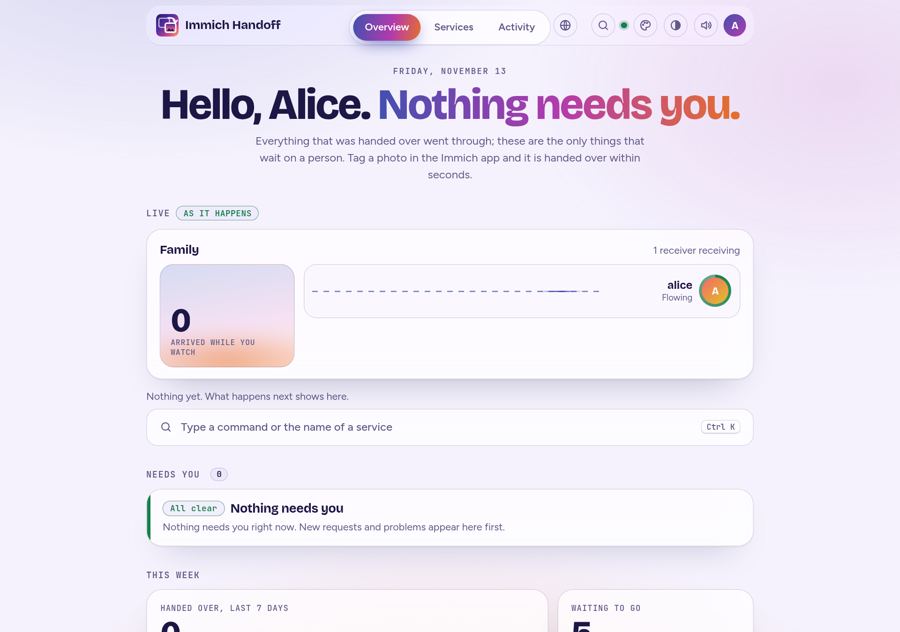 Immich Handoff
Overview
Services
Activity
A
FRIDAY, NOVEMBER 13
Hello, Alice. Nothing needs you.
Everything that was handed over went through; these are the only things that
wait on a person. Tag a photo in the Immich app and it is handed over within
seconds.
LIVE
AS IT HAPPENS
Family
1 receiver receiving
0
ARRIVED WHILE YOU
WATCH
alice
Flowing
A
Nothing yet. What happens next shows here.
Type a command or the name of a service
Ctrl K
NEEDS YOU
0
All clear
Nothing needs you
Nothing needs you right now. New requests and problems appear here first.
THIS WEEK
HANDED OVER, LAST 7 DAYS
WAITING TO GO